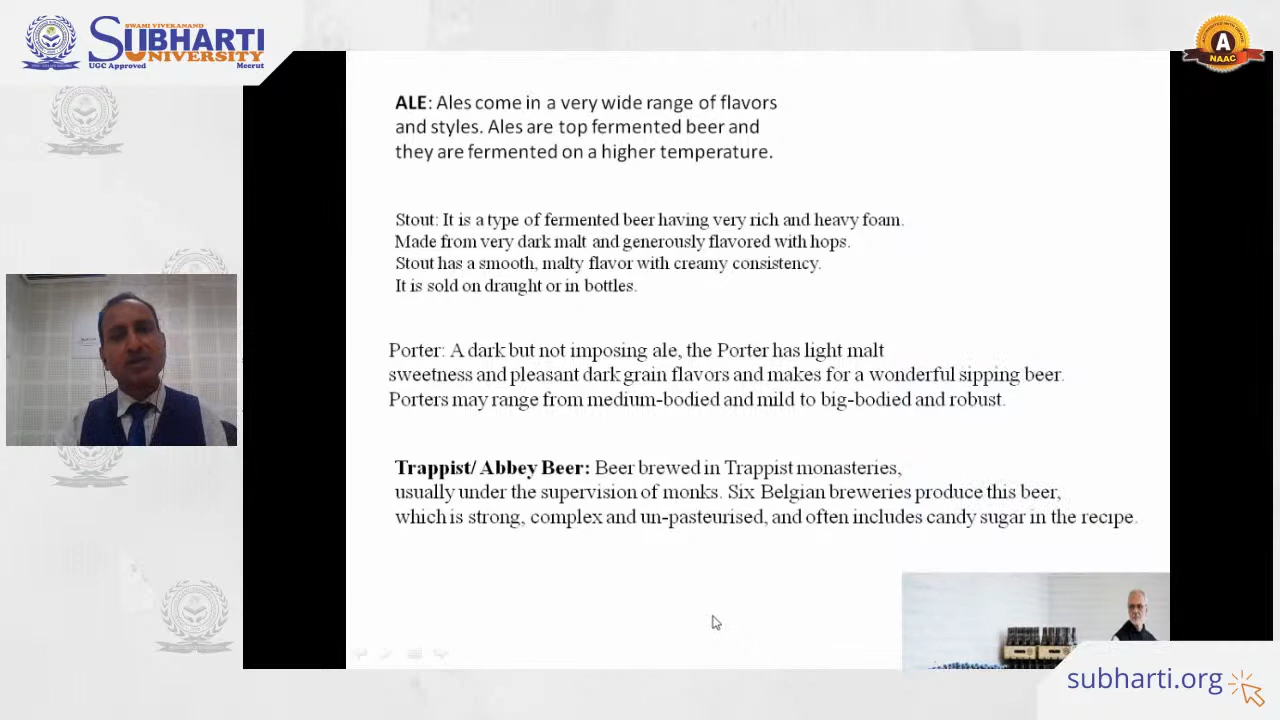 SWAMI VIVEKANAND
SUBHARTI
UNIVERSITY
UGC Approved Meerut
A
NAAC
ALE: Ales come in a very wide range of flavors
and styles. Ales are top fermented beer and
they are fermented on a higher temperature.
Stout: It is a type of fermented beer having very rich and heavy foam.
Made from very dark malt and generously flavored with hops.
Stout has a smooth, malty flavor with creamy consistency.
It is sold on draught or in bottles.
Porter: A dark but not imposing ale, the Porter has light malt
sweetness and pleasant dark grain flavors and makes for a wonderful sipping beer.
Porters may range from medium-bodied and mild to big-bodied and robust.
Trappist/ Abbey Beer: Beer brewed in Trappist monasteries,
usually under the supervision of monks. Six Belgian breweries produce this beer,
which is strong, complex and un-pasteurised, and often includes candy sugar in the recipe.
subharti.org